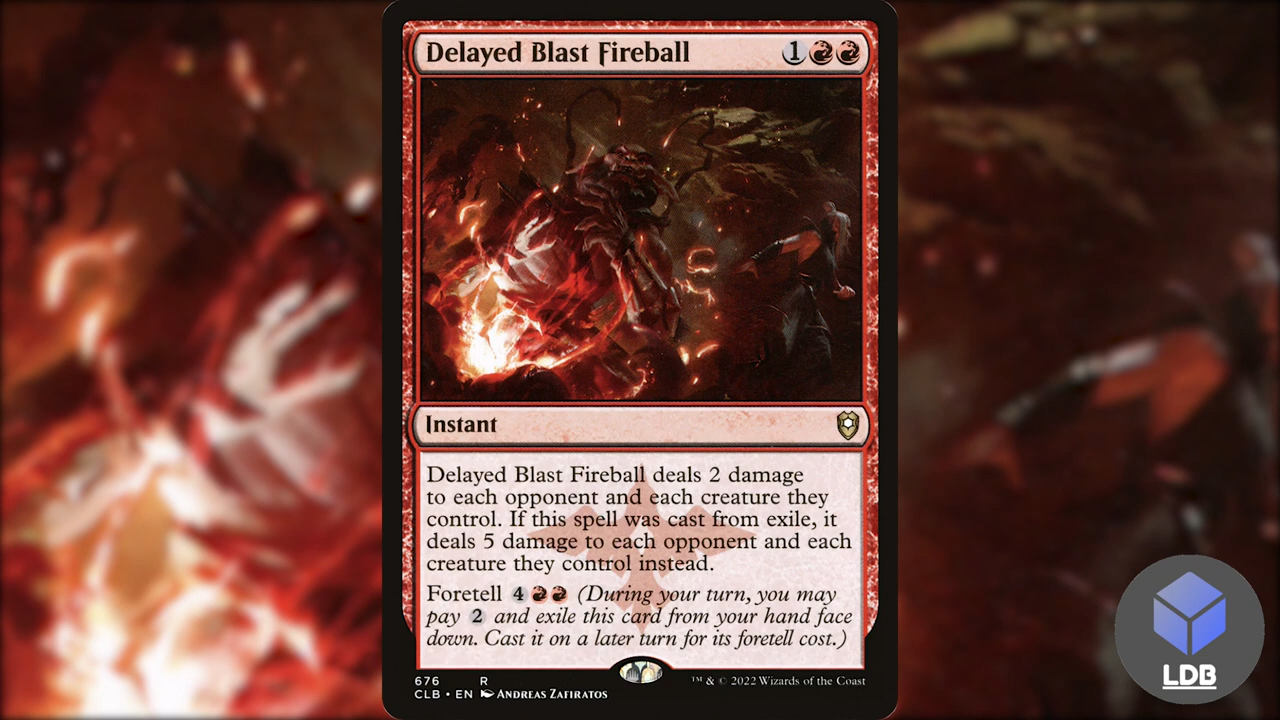 Delayed Blast Fireball 1
Instant
Delayed Blast Fireball deals 2 damage
to each opponent and each creature they
control. If this spell was cast from exile, it
deals 5 damage to each opponent and each
creature they control instead.
Foretell 4 (During your turn, you may
pay 2 and exile this card from your hand face
down. Cast it on a later turn for its foretell cost.)
676 R
CLB • EN Andreas Zafiratos
™ & © 2022 Wizards of the Coast
LDB